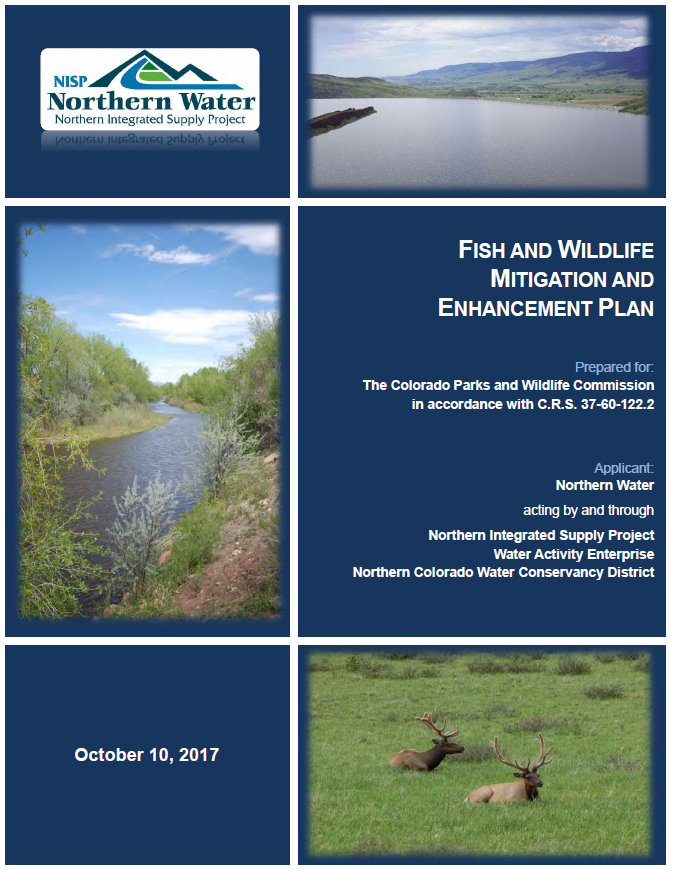 NISP
Northern Water
Northern Integrated Supply Project
FISH AND WILDLIFE
MITIGATION AND
ENHANCEMENT PLAN
Prepared for:
The Colorado Parks and Wildlife Commission
in accordance with C.R.S. 37-60-122.2
Applicant:
Northern Water
acting by and through
Northern Integrated Supply Project
Water Activity Enterprise
Northern Colorado Water Conservancy District
October 10, 2017